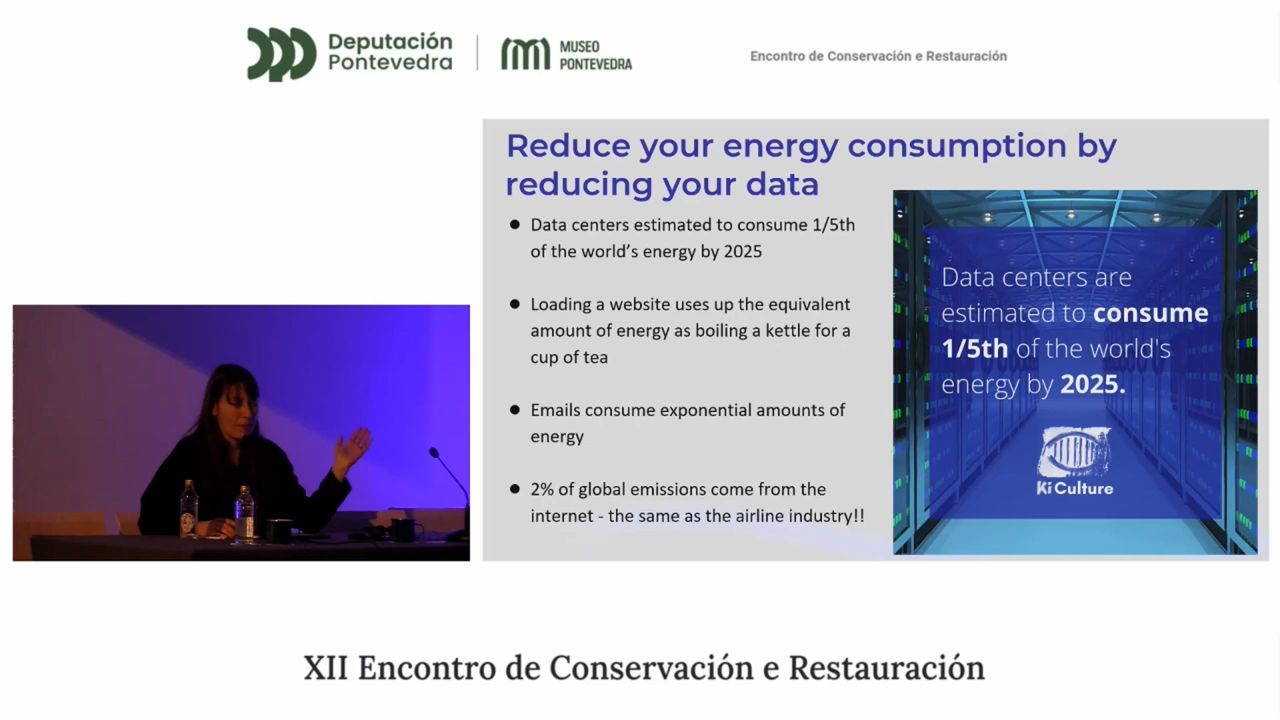 Deputación
Pontevedra
MUSEO
PONTEVEDRA
Encontro de Conservación e Restauración
Reduce your energy consumption by
reducing your data
● Data centers estimated to consume 1/5th
of the world’s energy by 2025
● Loading a website uses up the equivalent
amount of energy as boiling a kettle for a
cup of tea
● Emails consume exponential amounts of
energy
● 2% of global emissions come from the
internet - the same as the airline industry!!
Data centers are
estimated to consume
1/5th of the world's
energy by 2025.
Ki Culture
XII Encontro de Conservación e Restauración